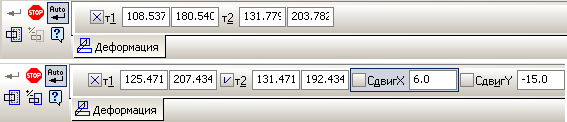 STOP Auto т1 108.537 180.540 т2 131.779 203.782
Деформация
STOP Auto т1 125.471 207.434 т2 131.471 192.434 СдвигX 6.0 СдвигY -15.0
Деформация